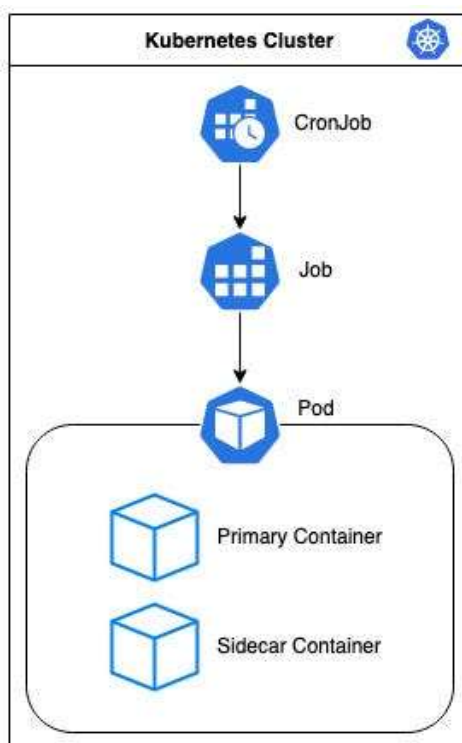 Kubernetes Cluster
CronJob
Job
Pod
Primary Container
Sidecar Container